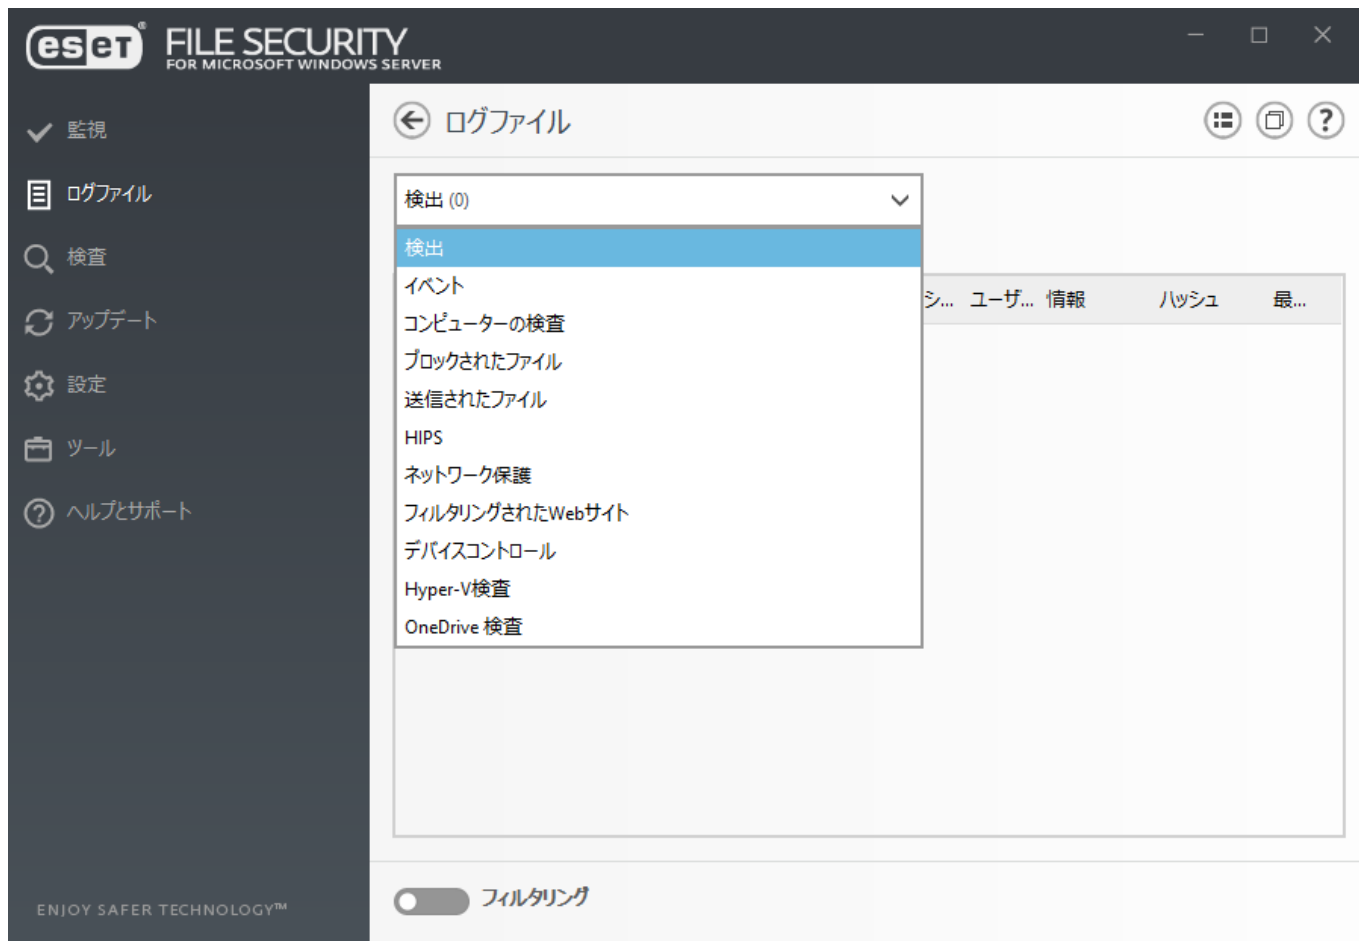 eset® FILE SECURITY
FOR MICROSOFT WINDOWS SERVER
監視
ログファイル
検査
アップデート
設定
ツール
ヘルプとサポート
ENJOY SAFER TECHNOLOGY™
ログファイル
検出 (0)
検出
イベント
コンピューターの検査
ブロックされたファイル
送信されたファイル
HIPS
ネットワーク保護
フィルタリングされたWebサイト
デバイスコントロール
Hyper-V検査
OneDrive 検査
シ... ユーザ... 情報 ハッシュ 最...
フィルタリング